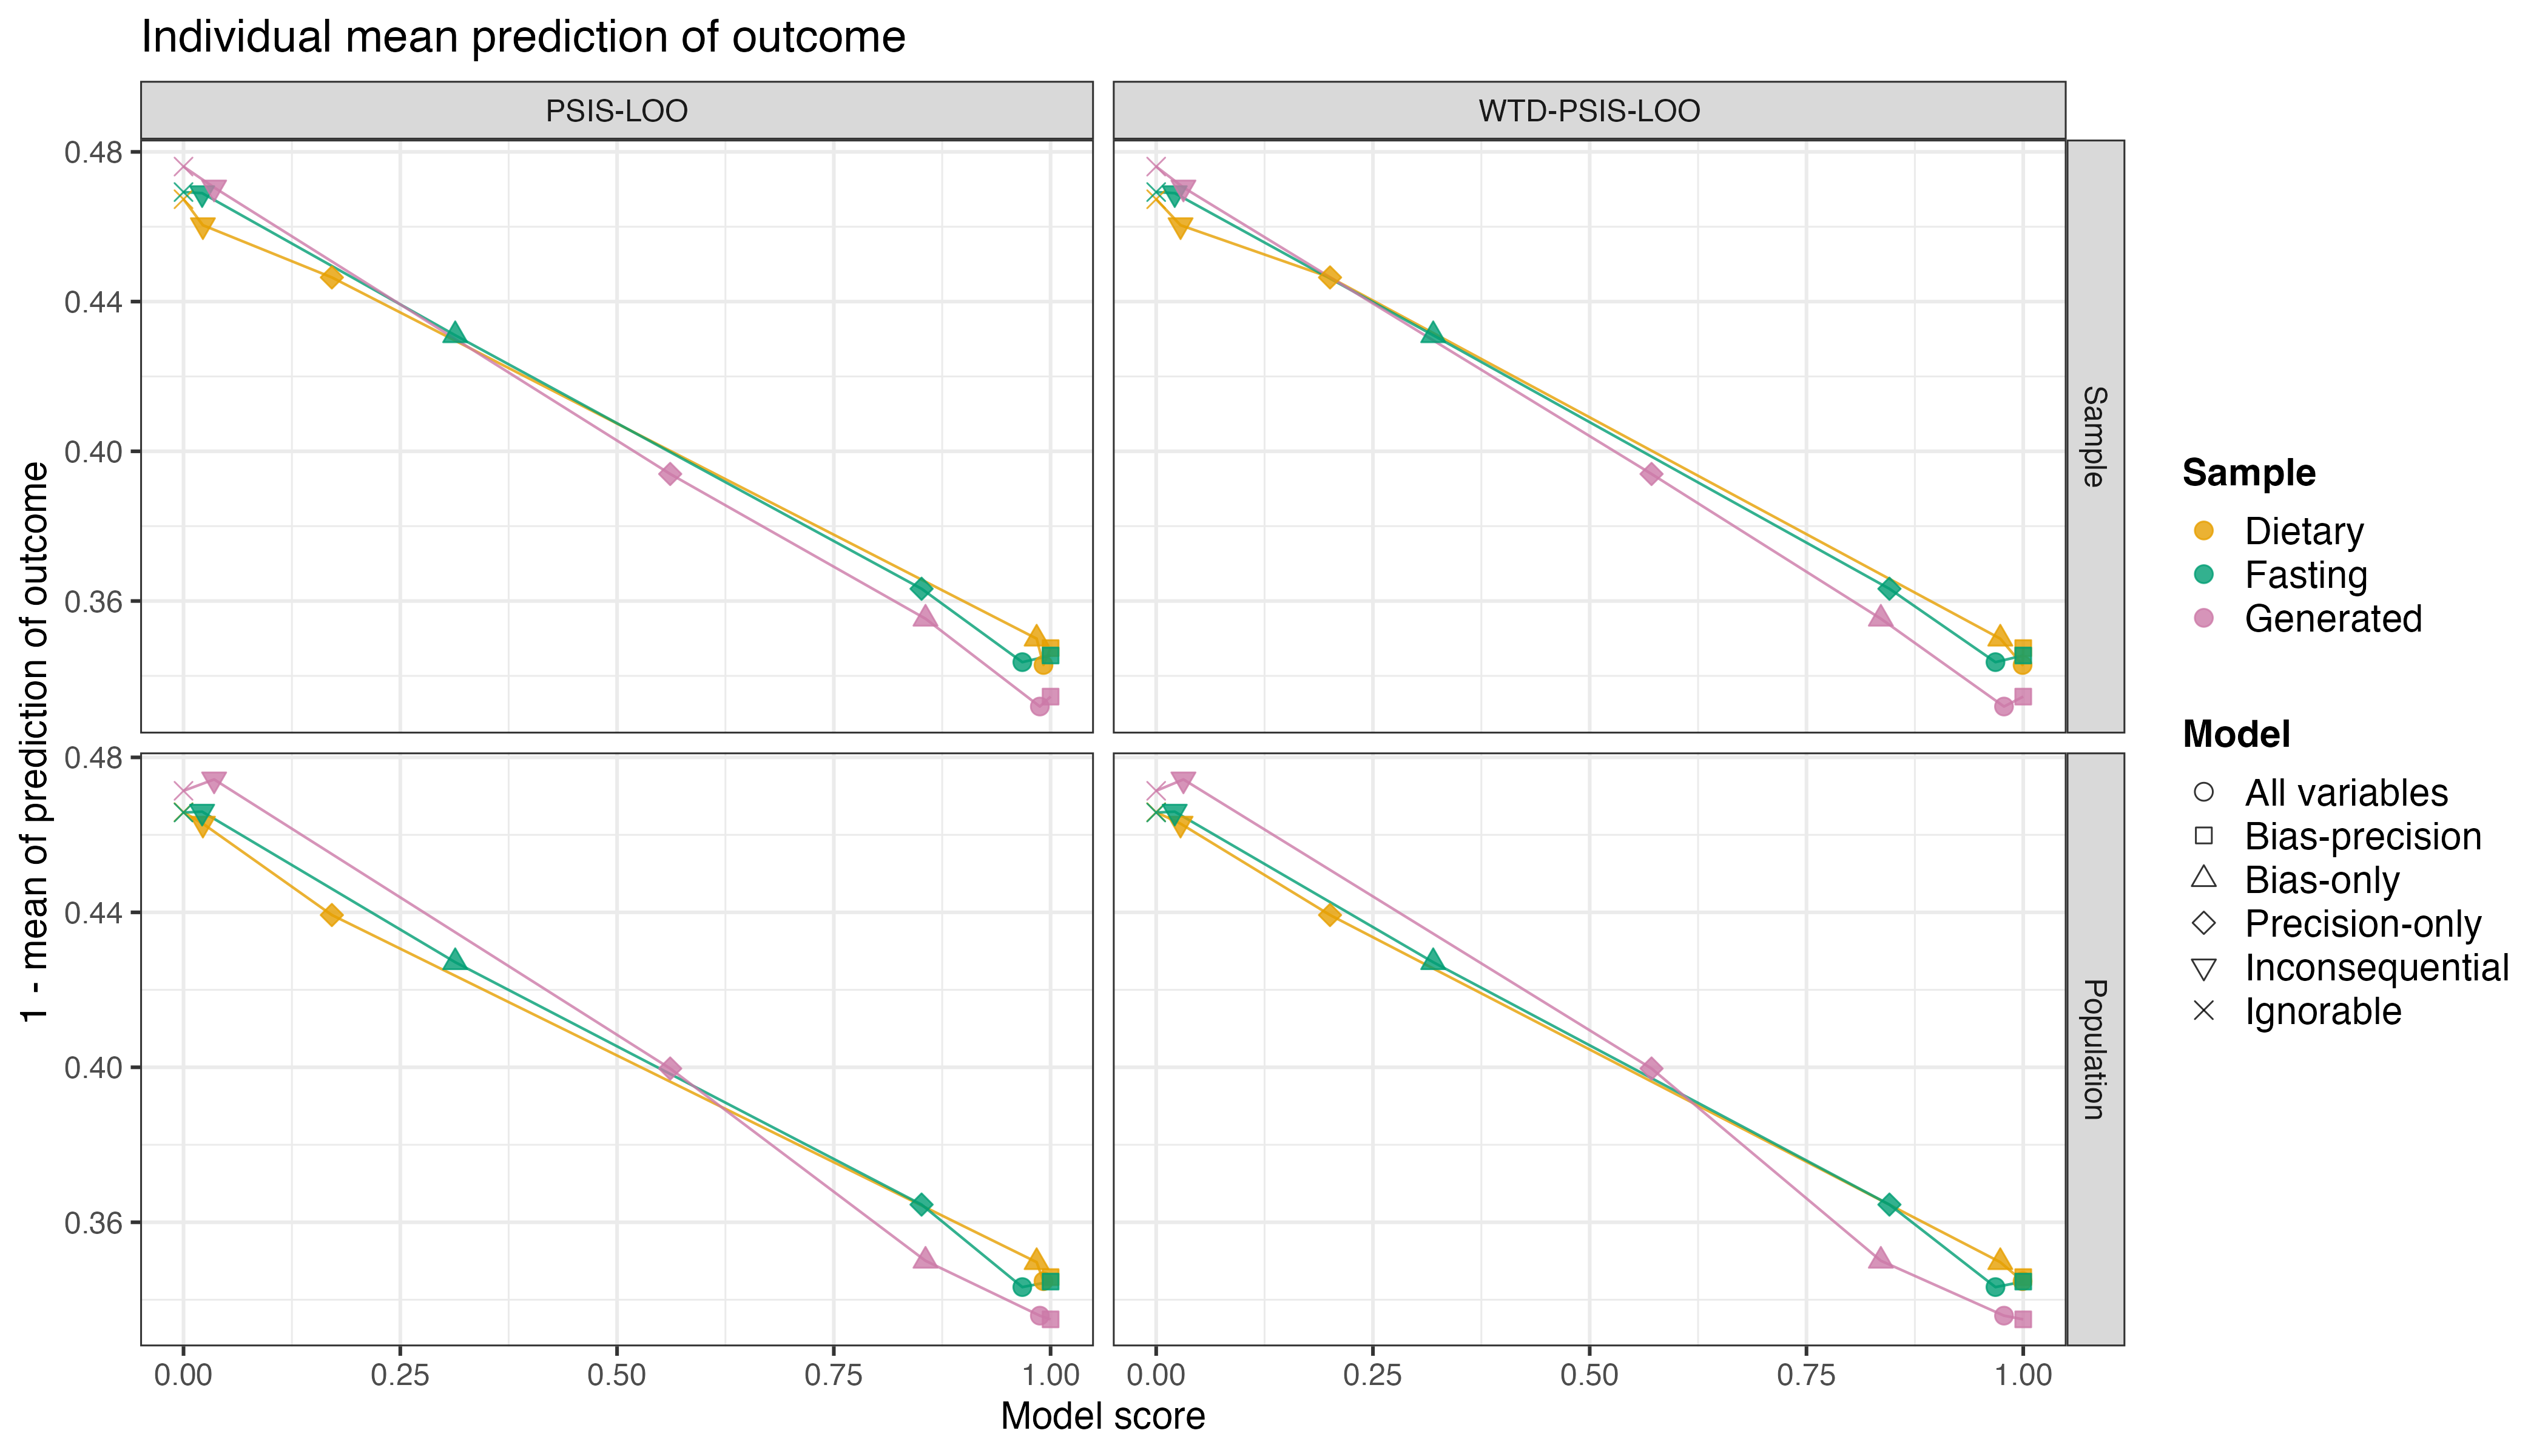 Individual mean prediction of outcome
PSIS-LOO
WTD-PSIS-LOO
0.48
0.44
0.40
0.36
Sample
0.48
0.44
0.40
0.36
Population
1 - mean of prediction of outcome
0.00
0.25
0.50
0.75
1.00
0.00
0.25
0.50
0.75
1.00
Model score
Sample
Dietary
Fasting
Generated
Model
All variables
Bias-precision
Bias-only
Precision-only
Inconsequential
Ignorable